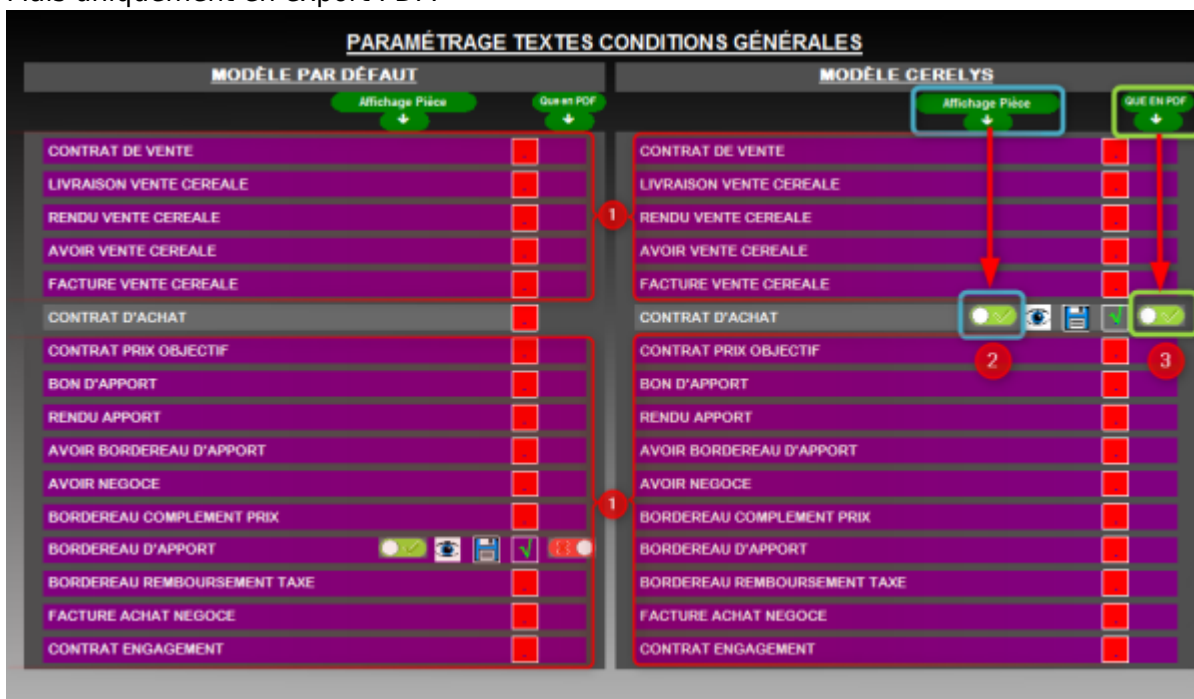 Mais uniquement en export PDF.
PARAMÉTRAGE TEXTES CONDITIONS GÉNÉRALES
MODÈLE PAR DÉFAUT
MODÈLE CERELYS
Affichage Pièce
Que en PDF
Affichage Pièce
QUE EN PDF
CONTRAT DE VENTE
CONTRAT DE VENTE
LIVRAISON VENTE CEREALE
LIVRAISON VENTE CEREALE
RENDU VENTE CEREALE
1
RENDU VENTE CEREALE
AVOIR VENTE CEREALE
AVOIR VENTE CEREALE
FACTURE VENTE CEREALE
FACTURE VENTE CEREALE
CONTRAT D'ACHAT
CONTRAT D'ACHAT
CONTRAT PRIX OBJECTIF
CONTRAT PRIX OBJECTIF
2
3
BON D'APPORT
BON D'APPORT
RENDU APPORT
RENDU APPORT
AVOIR BORDEREAU D'APPORT
AVOIR BORDEREAU D'APPORT
AVOIR NEGOCE
AVOIR NEGOCE
1
BORDEREAU COMPLEMENT PRIX
BORDEREAU COMPLEMENT PRIX
BORDEREAU D'APPORT
BORDEREAU D'APPORT
BORDEREAU REMBOURSEMENT TAXE
BORDEREAU REMBOURSEMENT TAXE
FACTURE ACHAT NEGOCE
FACTURE ACHAT NEGOCE
CONTRAT ENGAGEMENT
CONTRAT ENGAGEMENT